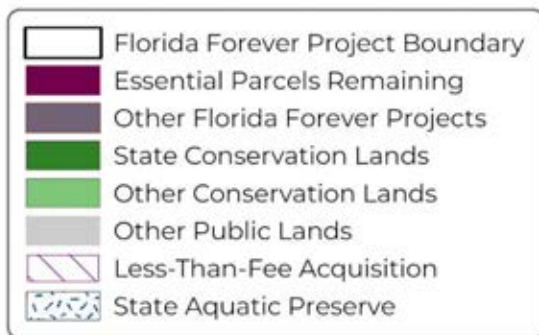 Florida Forever Project Boundary
Essential Parcels Remaining
Other Florida Forever Projects
State Conservation Lands
Other Conservation Lands
Other Public Lands
Less-Than-Fee Acquisition
State Aquatic Preserve